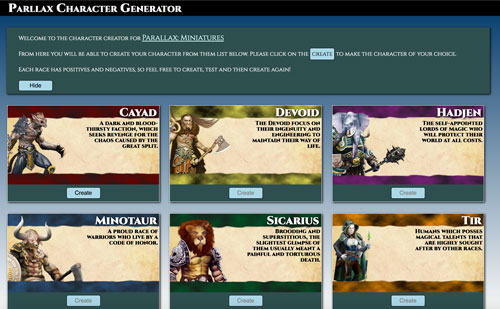 Parllax Character Generator
Welcome to the character creator for Parallax: Miniatures
From here you will be able to create your character from them list below. Please click on the CREATE to make the character of your choice.
Each race has positives and negatives, so feel free to create, test and then create again!
Hide
Cayad
A dark and blood-
thirsty faction, which
seeks revenge for the
chaos caused by the
great split.
Create
Devoid
The Devoid focus on
their ingenuity and
engineering to
maintain their way of
life.
Create
Hadjen
The self-appointed
lords of magic who
will protect their
world at all costs.
Create
Minotaur
A proud race of
warriors who live by a
code of honor.
Create
Sicarius
Brooding and
superstitious, the
slightest glimpse of
them usually meant a
painful and torturous
death.
Create
Tir
Humans which posses
magical talents that
are highly sought
after by other races.
Create